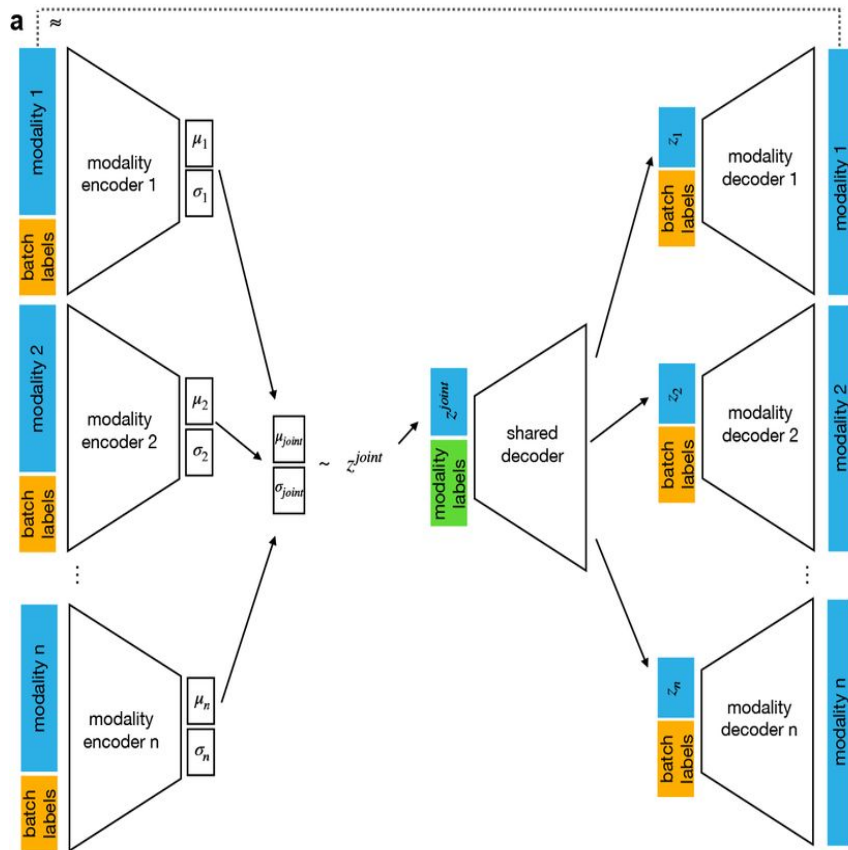 a
≈
modality 1
batch
labels
modality
encoder 1
μ1
σ1
z1
batch
labels
modality
decoder 1
modality 1
modality 2
batch
labels
modality
encoder 2
μ2
σ2
μjoint
σjoint
~
z^joint
z^joint
modality
labels
shared
decoder
z2
batch
labels
modality
decoder 2
modality 2
⋮
⋮
modality n
batch
labels
modality
encoder n
μn
σn
zn
batch
labels
modality
decoder n
modality n